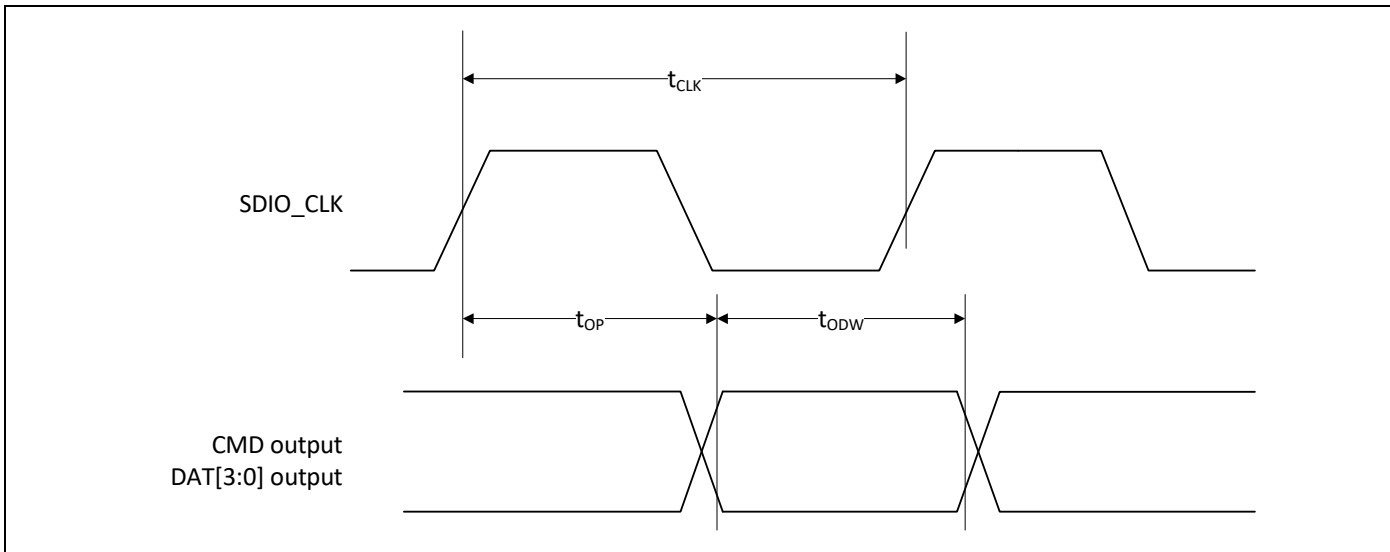 tCLK
SDIO_CLK
tOP
tODW
CMD output
DAT[3:0] output